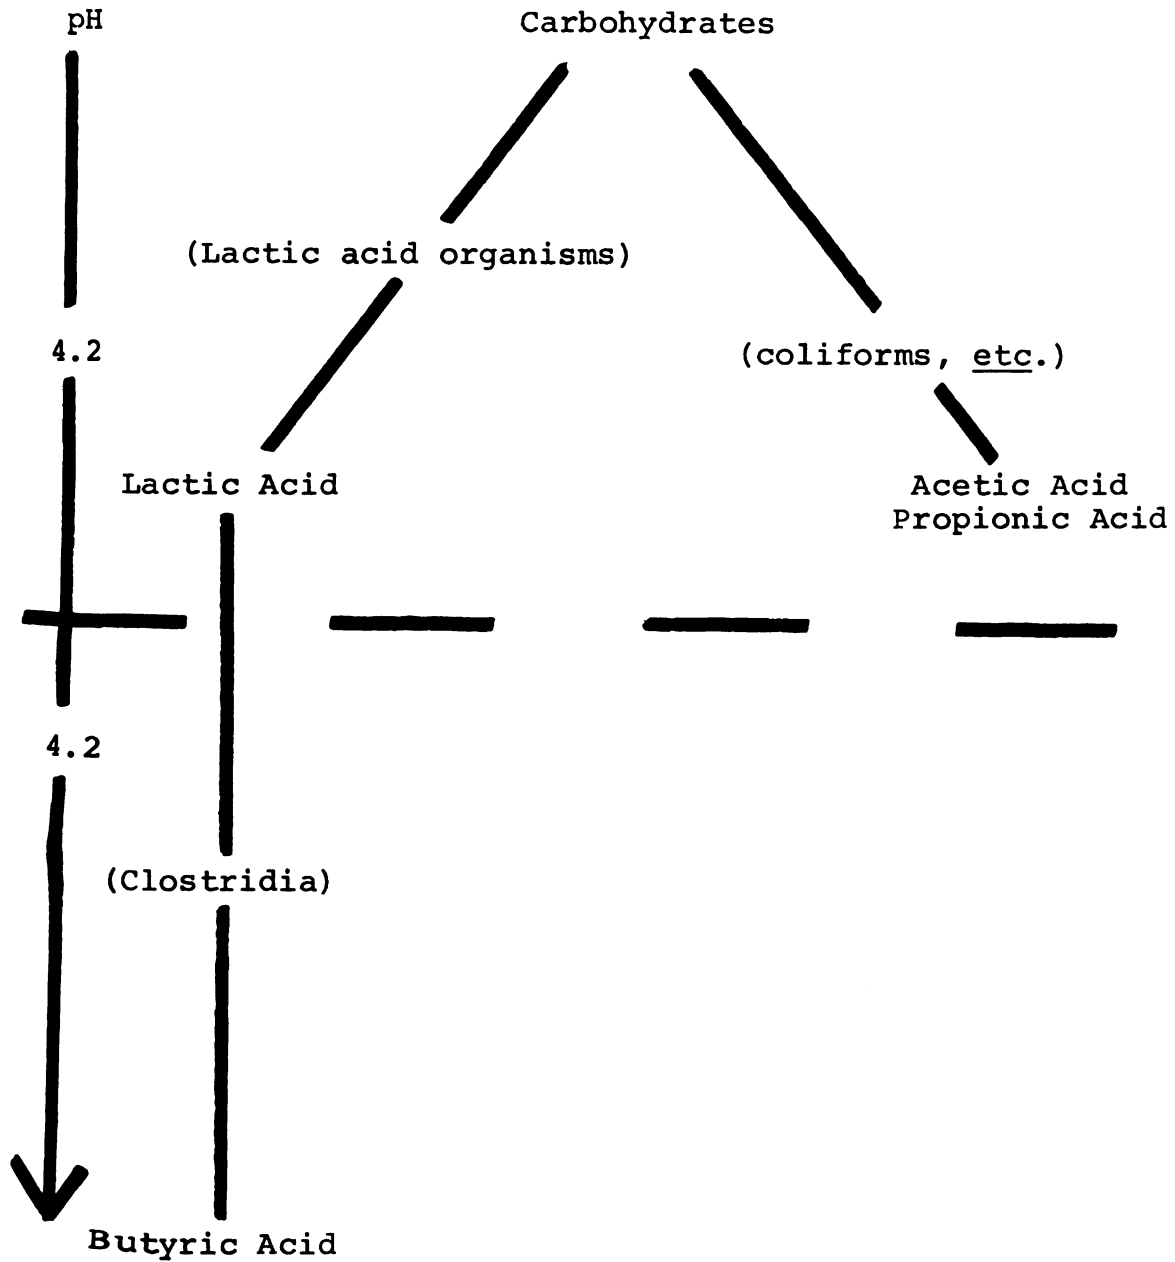 pH
Carbohydrates
(Lactic acid organisms)
4.2
(coliforms, etc.)
Lactic Acid
Acetic Acid
Propionic Acid
4.2
(Clostridia)
Butyric Acid